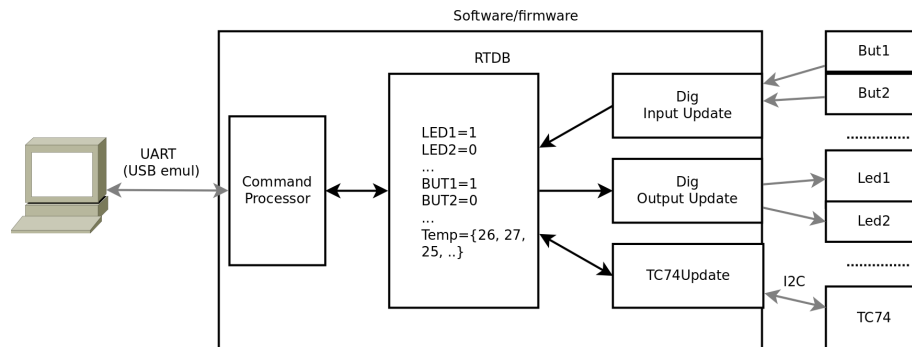 Software/firmware
RTDB
UART
(USB emul)
Command
Processor
LED1=1
LED2=0
...
BUT1=1
BUT2=0
...
Temp={26, 27,
25, ..}
Dig
Input Update
Dig
Output Update
TC74Update
I2C
But1
But2
Led1
Led2
TC74